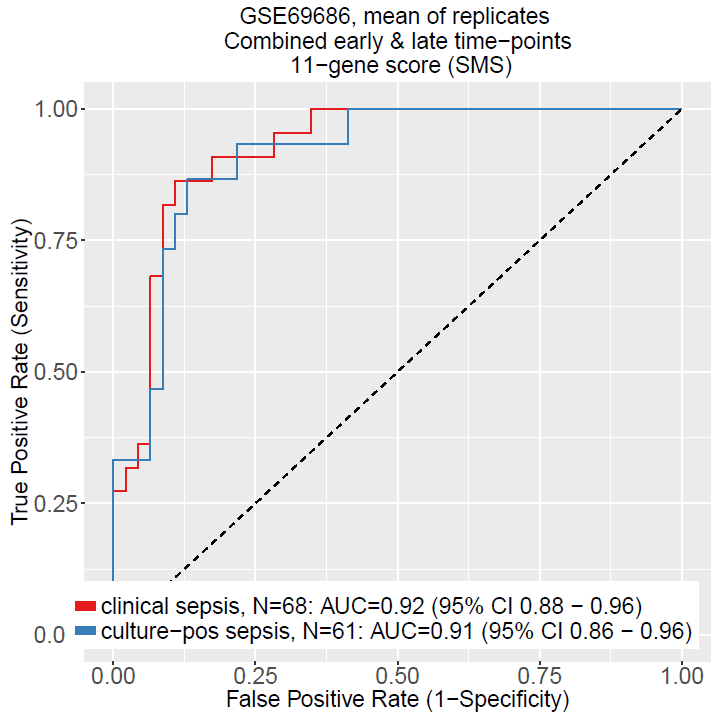 GSE69686, mean of replicates
Combined early & late time−points
11−gene score (SMS)
True Positive Rate (Sensitivity)
1.00
0.75
0.50
0.25
0.0
clinical sepsis, N=68: AUC=0.92 (95% CI 0.88 − 0.96)
culture−pos sepsis, N=61: AUC=0.91 (95% CI 0.86 − 0.96)
0.00 0.25 0.50 0.75 1.00
False Positive Rate (1−Specificity)